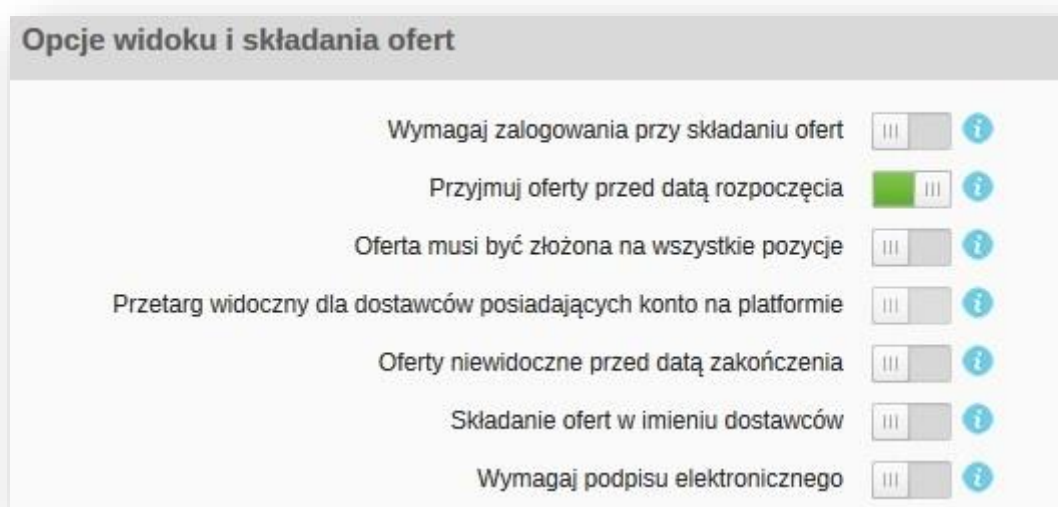 Opcje widoku i składania ofert
Wymagaj zalogowania przy składaniu ofert
Przyjmuj oferty przed datą rozpoczęcia
Oferta musi być złożona na wszystkie pozycje
Przetarg widoczny dla dostawców posiadających konto na platformie
Oferty niewidoczne przed datą zakończenia
Składanie ofert w imieniu dostawców
Wymagaj podpisu elektronicznego